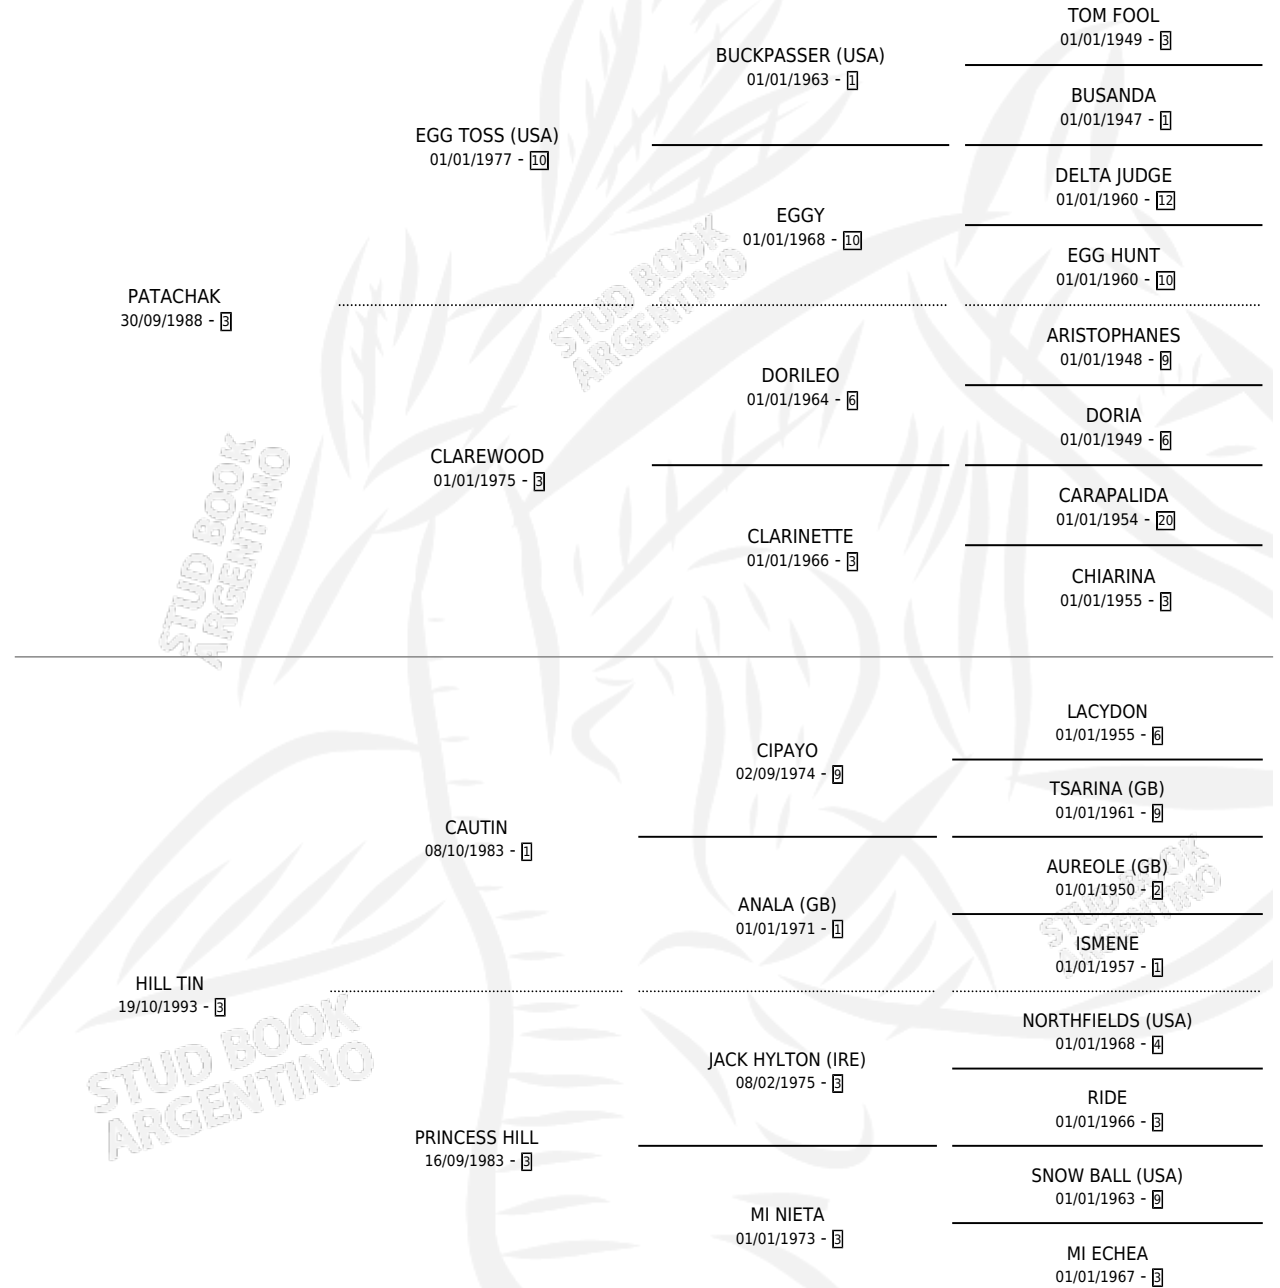 TOM FOOL
01/01/1949 - 3
BUCKPASSER (USA)
01/01/1963 - 1
BUSANDA
01/01/1947 - 1
EGG TOSS (USA)
01/01/1977 - 10
DELTA JUDGE
01/01/1960 - 12
EGGY
01/01/1968 - 10
EGG HUNT
01/01/1960 - 10
STUD BOOK
ARGENTINO
PATACHAK
30/09/1988 - 3
ARISTOPHANES
01/01/1948 - 9
DORILEO
01/01/1964 - 6
DORIA
01/01/1949 - 6
CLAREWOOD
01/01/1975 - 3
CARAPALIDA
01/01/1954 - 20
CLARINETTE
01/01/1966 - 3
CHIARINA
01/01/1955 - 3
STUD BOOK
ARGENTINO
LACYDON
01/01/1955 - 6
CIPAYO
02/09/1974 - 9
TSARINA (GB)
01/01/1961 - 9
CAUTIN
08/10/1983 - 1
AUREOLE (GB)
01/01/1950 - 2
ANALA (GB)
01/01/1971 - 1
ISMENE
01/01/1957 - 1
STUD BOOK
ARGENTINO
HILL TIN
19/10/1993 - 3
NORTHFIELDS (USA)
01/01/1968 - 4
JACK HYLTON (IRE)
08/02/1975 - 3
RIDE
01/01/1966 - 3
STUD BOOK
ARGENTINO
PRINCESS HILL
16/09/1983 - 3
SNOW BALL (USA)
01/01/1963 - 9
MI NIETA
01/01/1973 - 3
MI ECHEA
01/01/1967 - 3